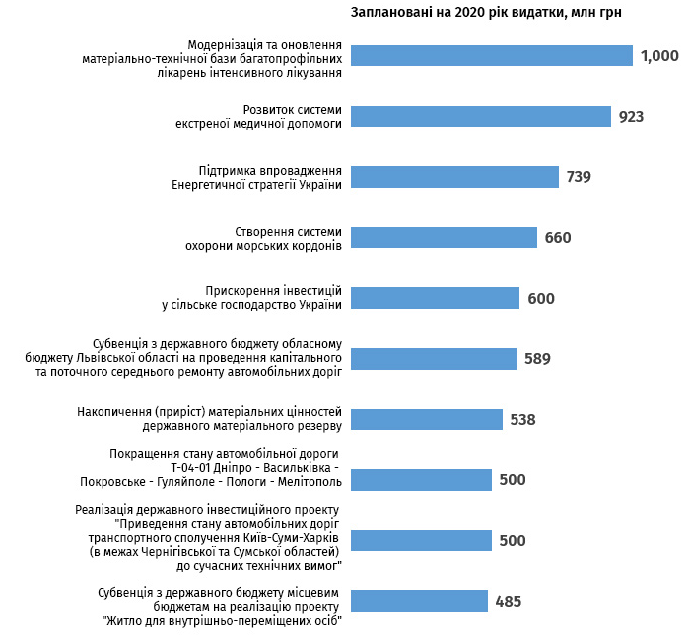 Заплановані на 2020 рік видатки, млн грн
Модернізація та оновлення
матеріально-технічної бази багатопрофільних
лікарень інтенсивного лікування
1,000
Розвиток системи
екстреної медичної допомоги
923
Підтримка впровадження
Енергетичної стратегії України
739
Створення системи
охорони морських кордонів
660
Прискорення інвестицій
у сільське господарство України
600
Субвенція з державного бюджету обласному
бюджету Львівської області на проведення капітального
та поточного середнього ремонту автомобільних доріг
589
Накопичення (приріст) матеріальних цінностей
державного матеріального резерву
538
Покращення стану автомобільної дороги
Т-04-01 Дніпро - Васильківка -
Покровське - Гуляйполе - Пологи - Мелітополь
500
Реалізація державного інвестиційного проекту
"Приведення стану автомобільних доріг
транспортного сполучення Київ-Суми-Харків
(в межах Чернігівської та Сумської областей)
до сучасних технічних вимог"
500
Субвенція з державного бюджету місцевим
бюджетам на реалізацію проекту
"Житло для внутрішньо-переміщених осіб"
485